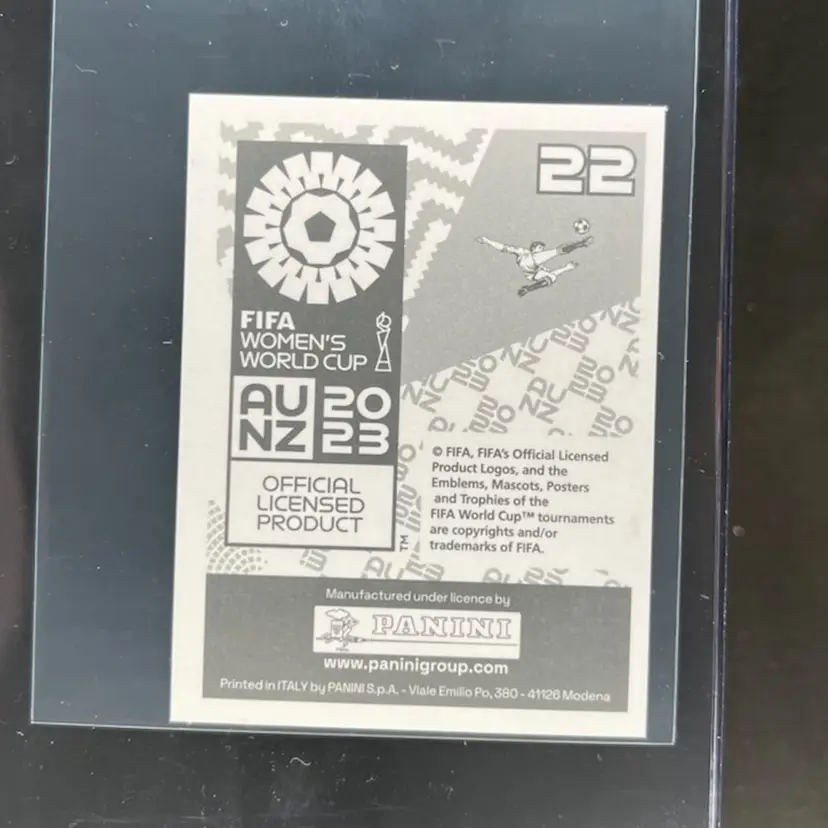 22
FIFA
WOMEN'S
WORLD CUP
AU 20
NZ 23
OFFICIAL
LICENSED
PRODUCT
TM
© FIFA, FIFA's Official Licensed
Product Logos, and the
Emblems, Mascots, Posters
and Trophies of the
FIFA World Cup™ tournaments
are copyrights and/or
trademarks of FIFA.
Manufactured under licence by
PANINI
www.paninigroup.com
Printed in ITALY by PANINI S.p.A. - Viale Emilio Po, 380 - 41126 Modena